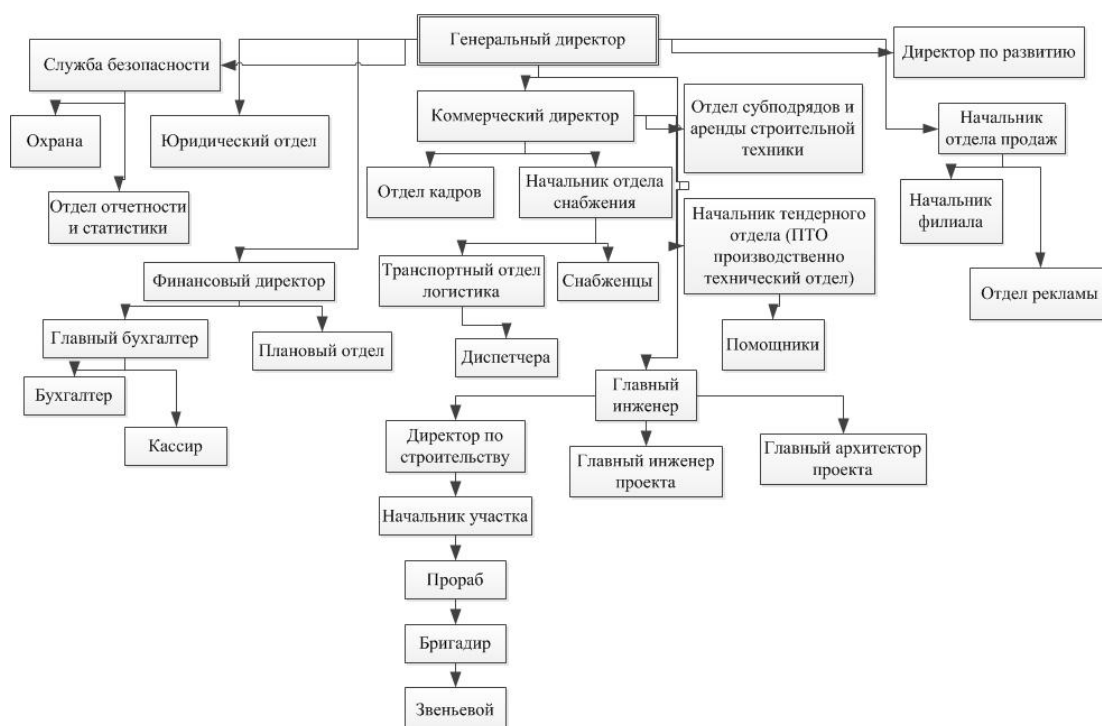 Генеральный директор
Директор по развитию
Служба безопасности
Коммерческий директор
Отдел субподрядов и
аренды строительной
техники
Охрана
Юридический отдел
Начальник
отдела продаж
Отдел кадров
Начальник отдела
снабжения
Отдел отчетности
и статистики
Начальник
филиала
Начальник тендерного
отдела (ПТО
производственно
технический отдел)
Финансовый директор
Транспортный отдел
логистика
Снабженцы
Отдел рекламы
Главный бухгалтер
Плановый отдел
Диспетчера
Помощники
Бухгалтер
Главный
инженер
Кассир
Директор по
строительству
Главный инженер
проекта
Главный архитектор
проекта
Начальник участка
Прораб
Бригадир
Звеньевой